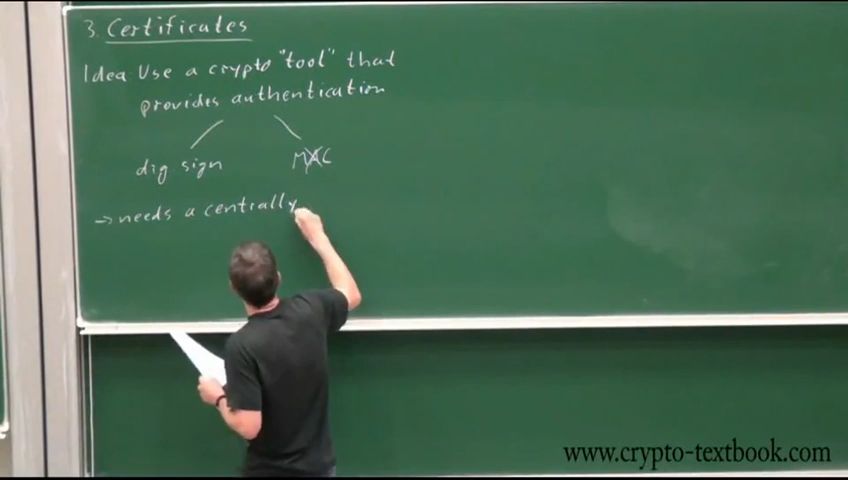 3. Certificates
Idea: Use a crypto "tool" that
provides authentication
dig. sign MAC
→ needs a centrally
www.crypto-textbook.com